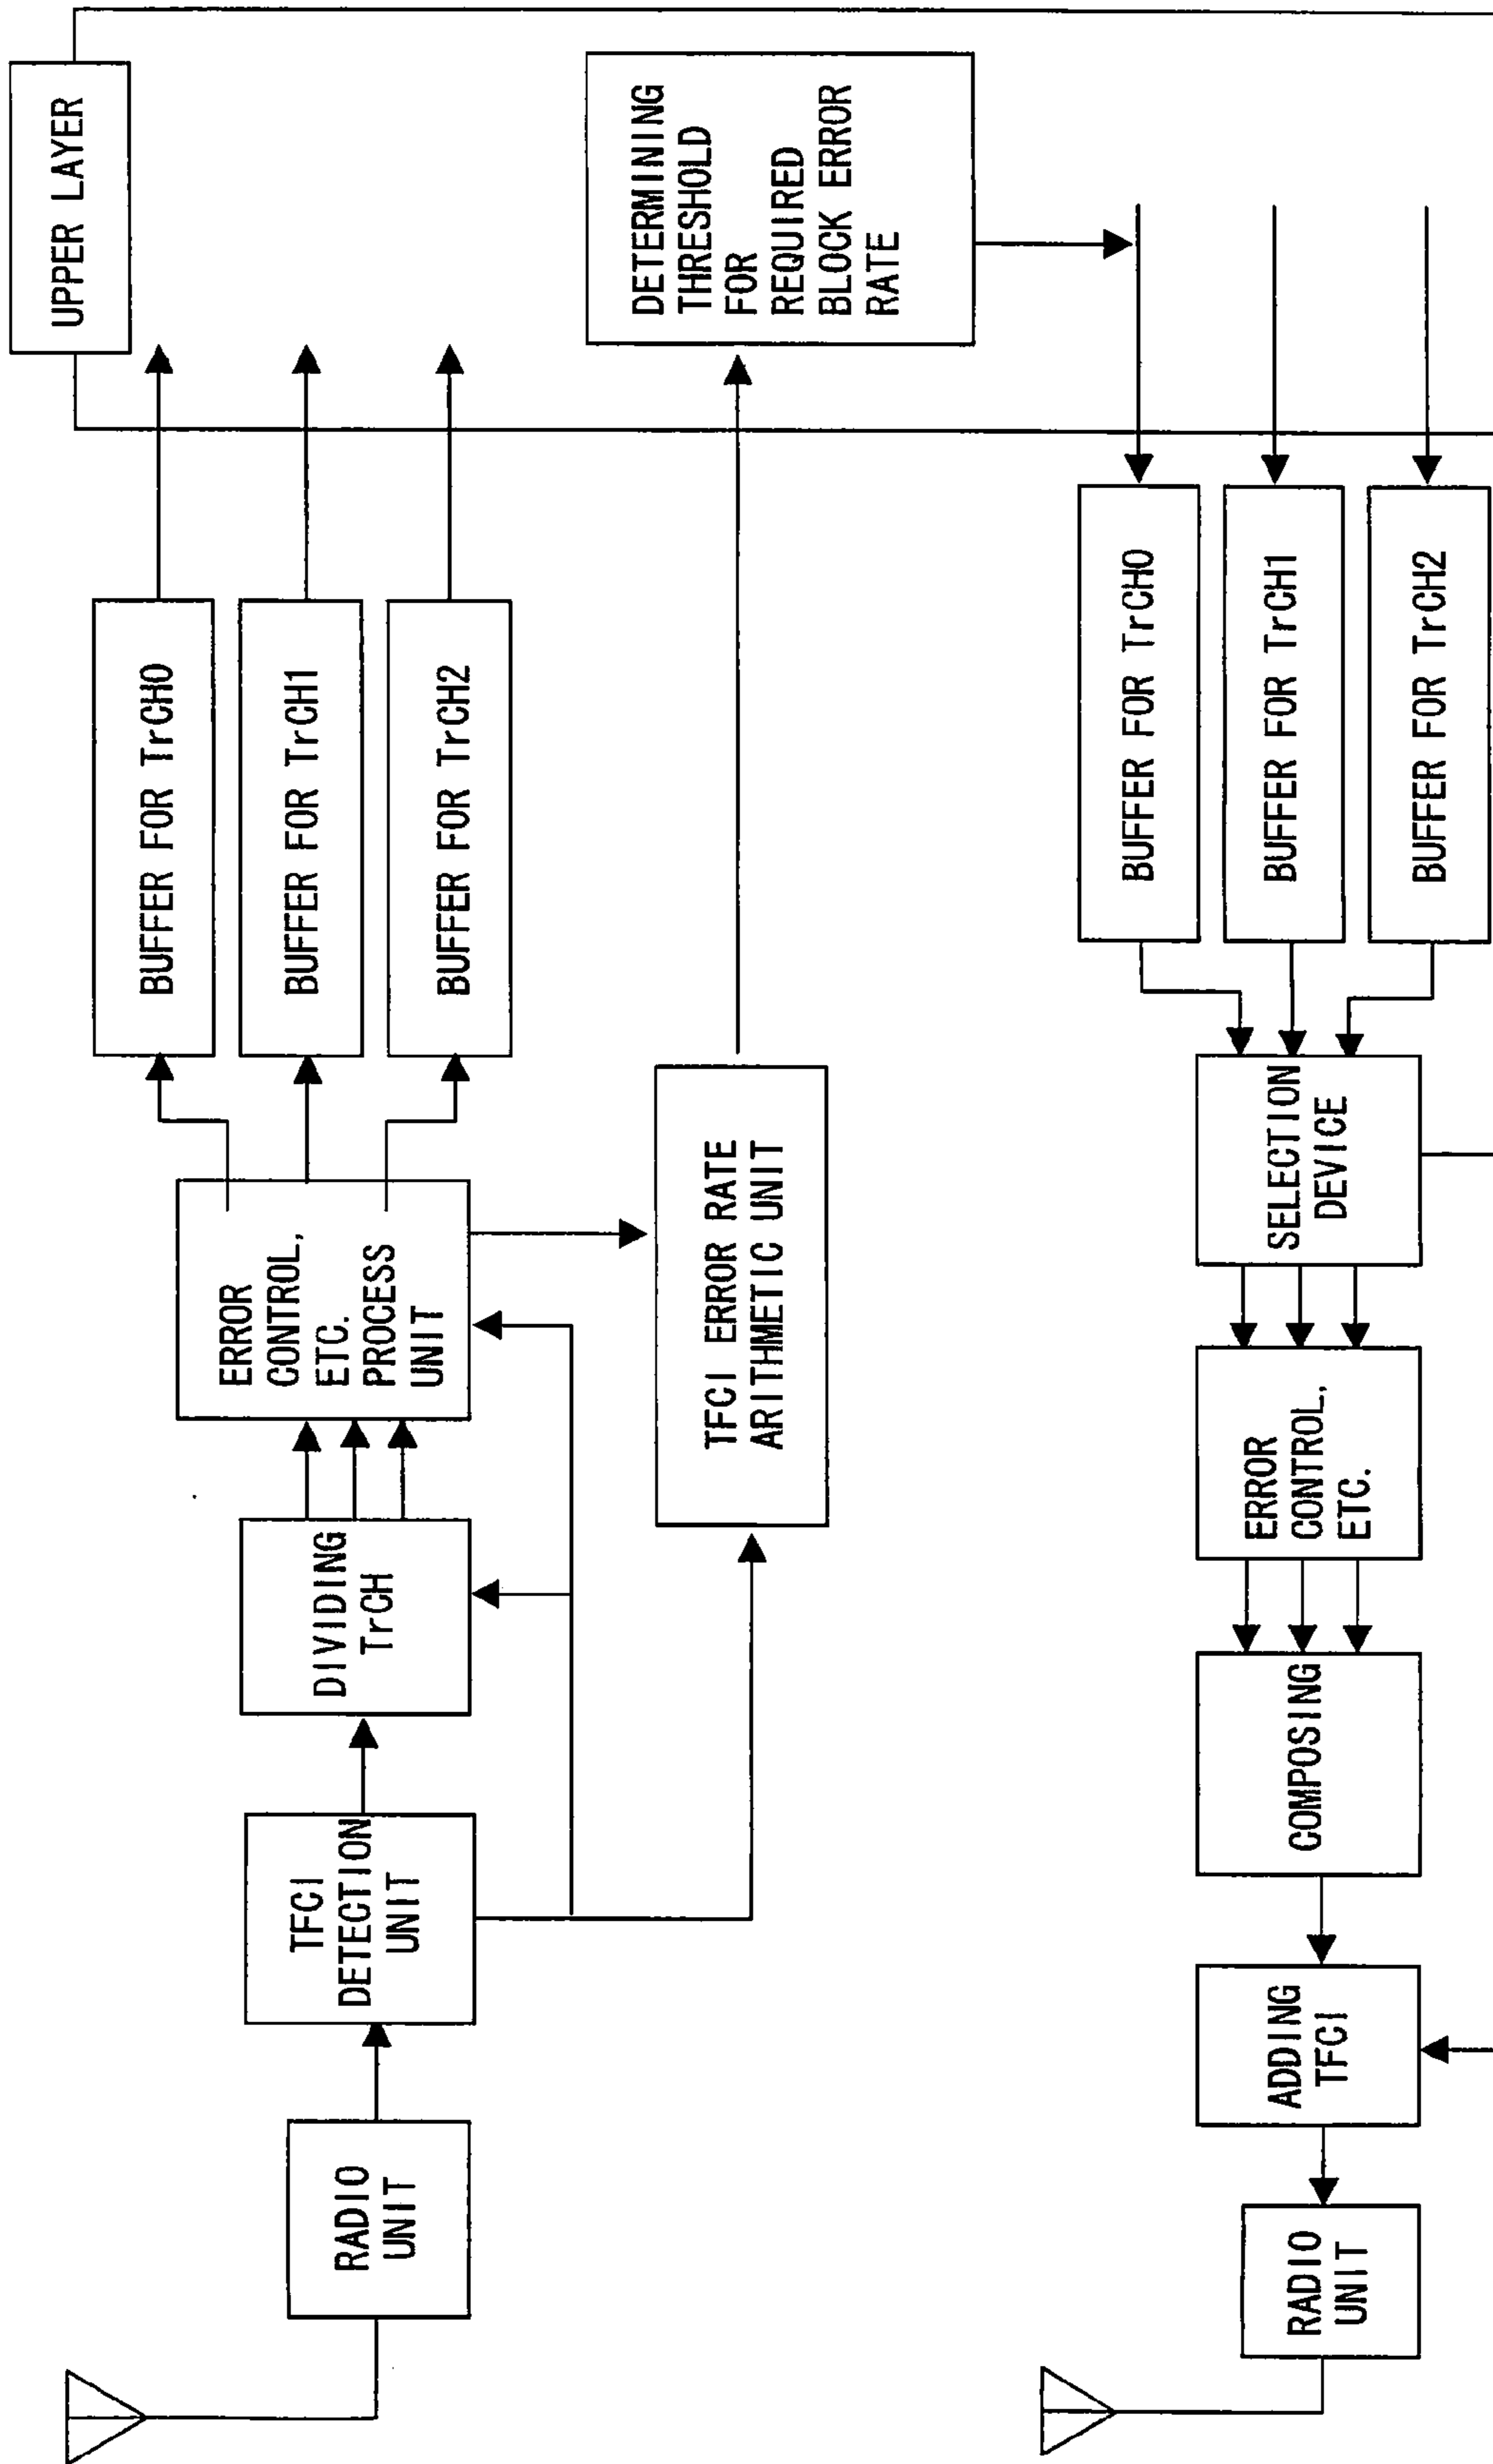 UPPER LAYER
RADIO
UNIT
TFCI
DETECTION
UNIT
DIVIDING
TrCH
ERROR
CONTROL,
ETC.
PROCESS
UNIT
BUFFER FOR TrCH0
BUFFER FOR TrCH1
BUFFER FOR TrCH2
TFCI ERROR RATE
ARITHMETIC UNIT
DETERMINING
THRESHOLD
FOR
REQUIRED
BLOCK ERROR
RATE
RADIO
UNIT
ADDING
TFCI
COMPOSING
ERROR
CONTROL,
ETC.
SELECTION
DEVICE
BUFFER FOR TrCH0
BUFFER FOR TrCH1
BUFFER FOR TrCH2